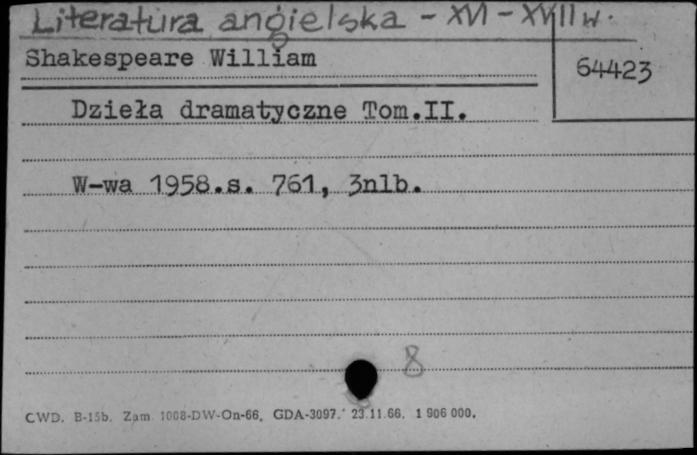 Literatura angielska - XVI - XVIII w.
Shakespeare William
64423
Dzieła dramatyczne Tom.II.
W-wa 1958.s. 761, 3nlb.
8
CWD. B-15b. Zam. 1008-DW-On-66. GDA-3097. 23.11.66. 1 906 000.